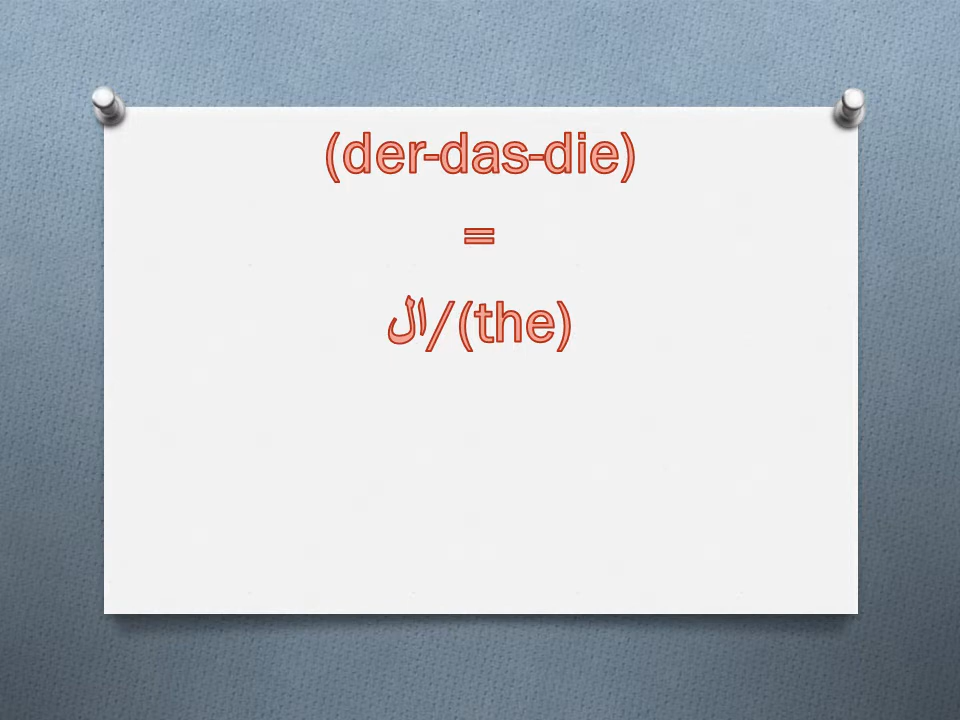 (der-das-die)
=
ال/(the)